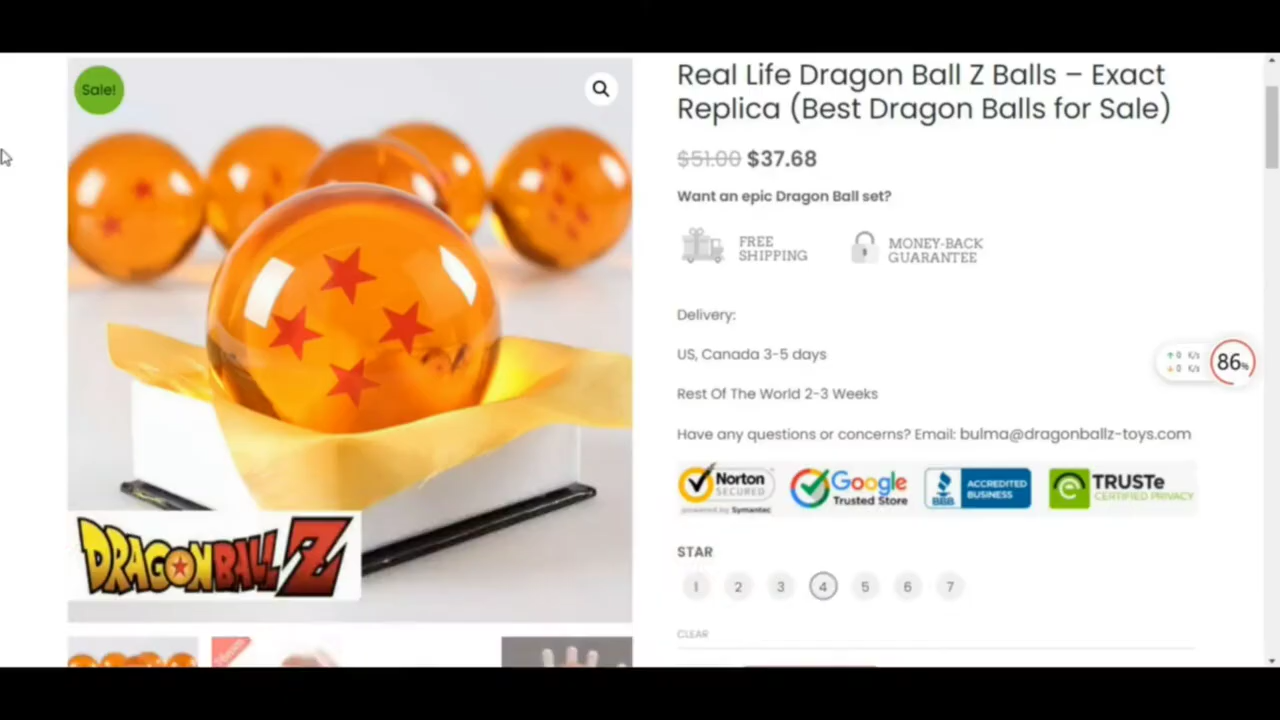 Sale!
Real Life Dragon Ball Z Balls – Exact
Replica (Best Dragon Balls for Sale)
$51.00 $37.68
Want an epic Dragon Ball set?
FREE
SHIPPING
MONEY-BACK
GUARANTEE
Delivery:
US, Canada 3-5 days
Rest Of The World 2-3 Weeks
Have any questions or concerns? Email: bulma@dragonballz-toys.com
Norton
SECURED
powered by Symantec
Google
Trusted Store
BBB
ACCREDITED
BUSINESS
TRUSTe
CERTIFIED PRIVACY
DRAGONBALL Z
STAR
1 2 3 4 5 6 7
CLEAR
86%
↑ 0 K/s
↓ 0 K/s